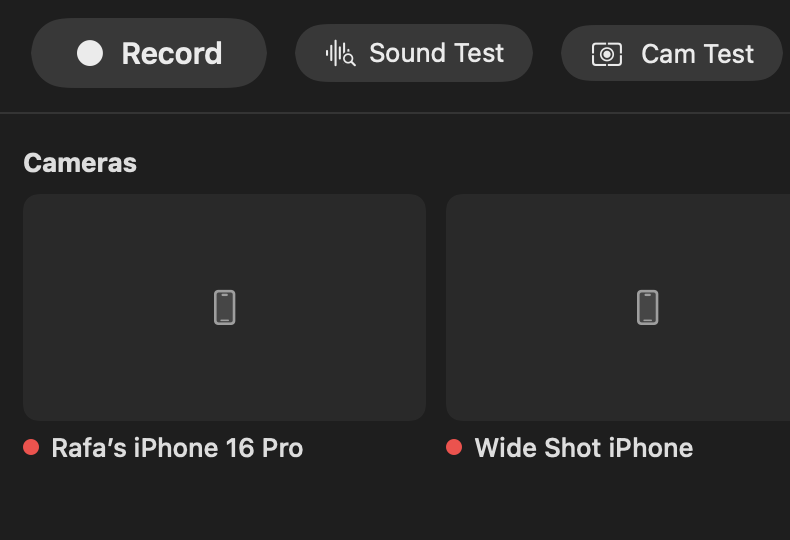 Record
Sound Test
Cam Test
Cameras
Rafa’s iPhone 16 Pro
Wide Shot iPhone